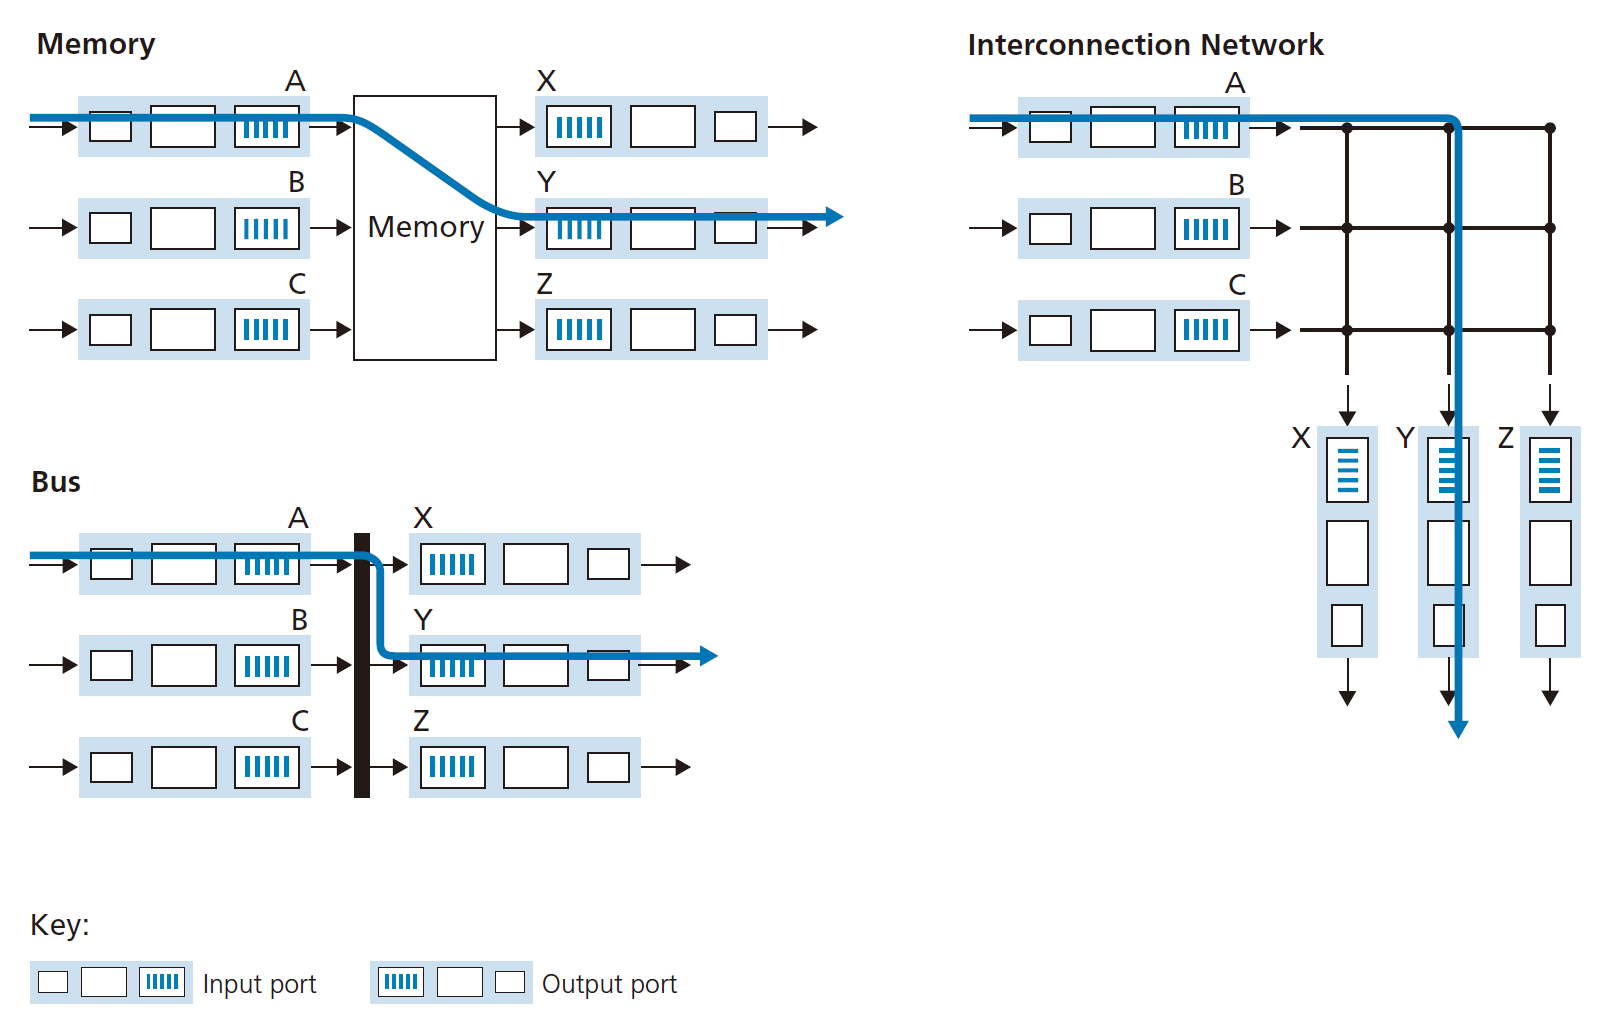 Memory
A
X
B
Y
Memory
C
Z
Interconnection Network
A
B
C
X
Y
Z
Bus
A
X
B
Y
C
Z
Key:
Input port
Output port